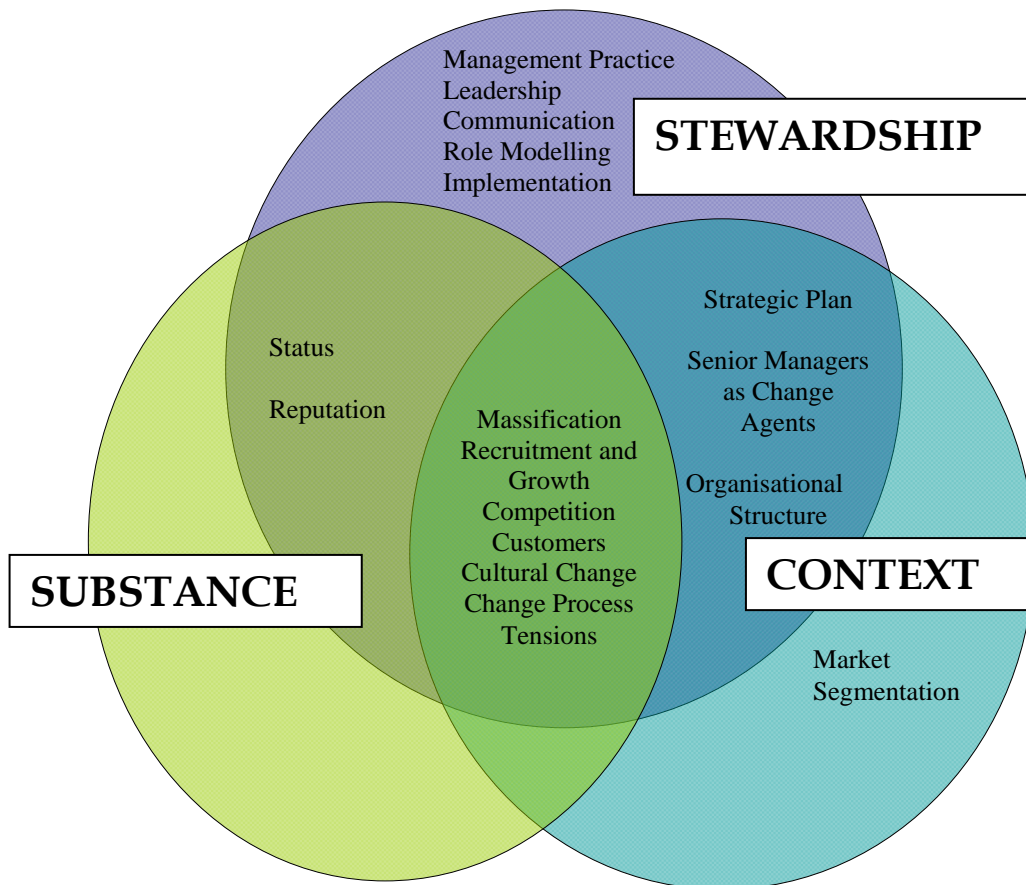 Management Practice
Leadership
Communication
Role Modelling
Implementation
STEWARDSHIP
Strategic Plan
Senior Managers
as Change
Agents
Organisational
Structure
Status
Reputation
Massification
Recruitment and
Growth
Competition
Customers
Cultural Change
Change Process
Tensions
SUBSTANCE
CONTEXT
Market
Segmentation